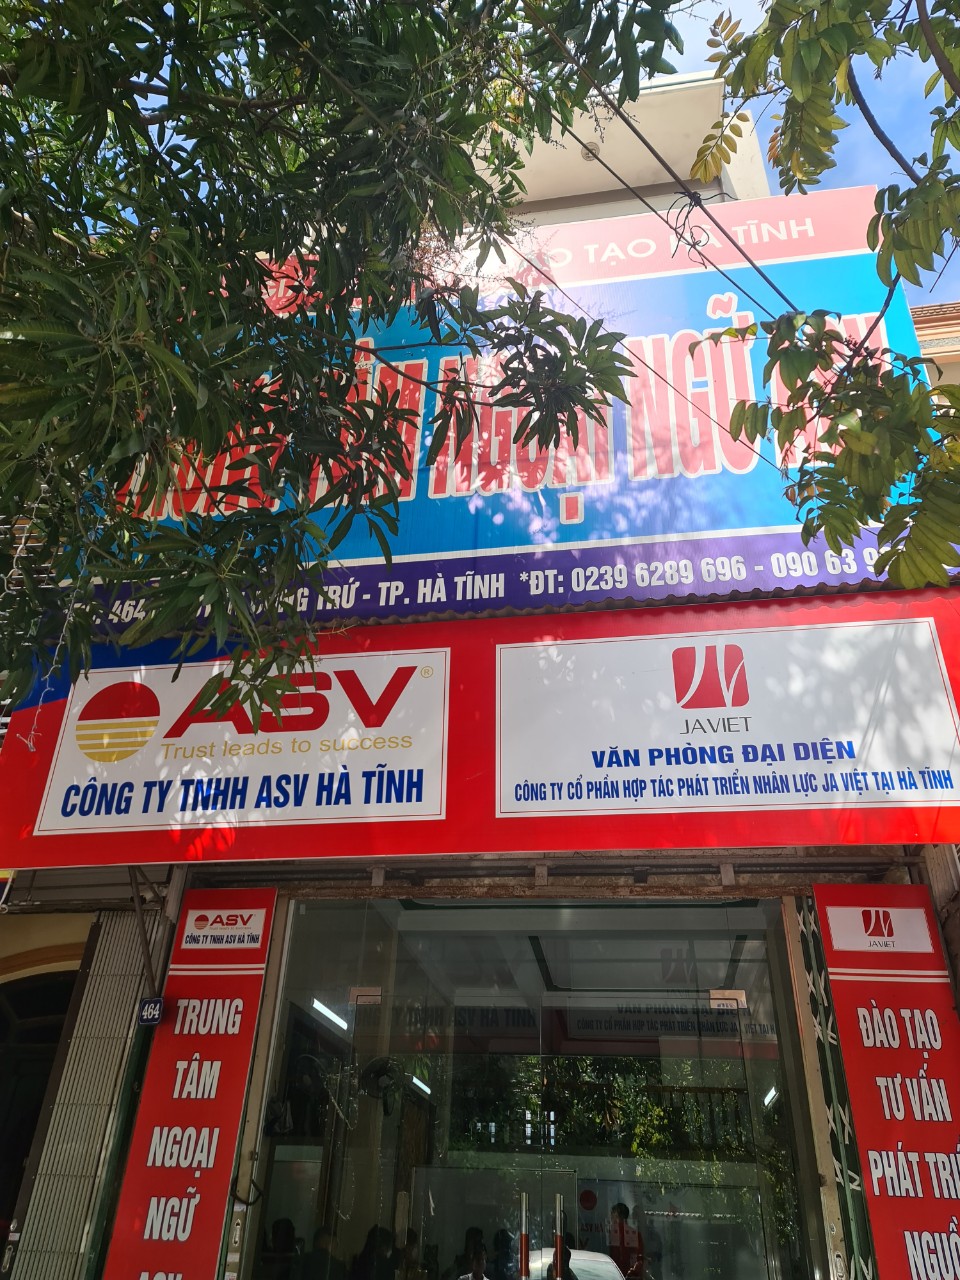 TẠO HÀ TĨNH
TÂM NGOẠI NGỮ
464
TRỨ - TP. HÀ TĨNH *ĐT: 0239 6289 696 - 090 63
ASV®
Trust leads to success
CÔNG TY TNHH ASV HÀ TĨNH
JAVIET
VĂN PHÒNG ĐẠI DIỆN
CÔNG TY CỔ PHẦN HỢP TÁC PHÁT TRIỂN NHÂN LỰC JA VIỆT TẠI HÀ TĨNH
ASV
CÔNG TY TNHH ASV HÀ TĨNH
TRUNG
TÂM
NGOẠI
NGỮ
464
JAVIET
ĐÀO TẠO
TƯ VẤN
PHÁT